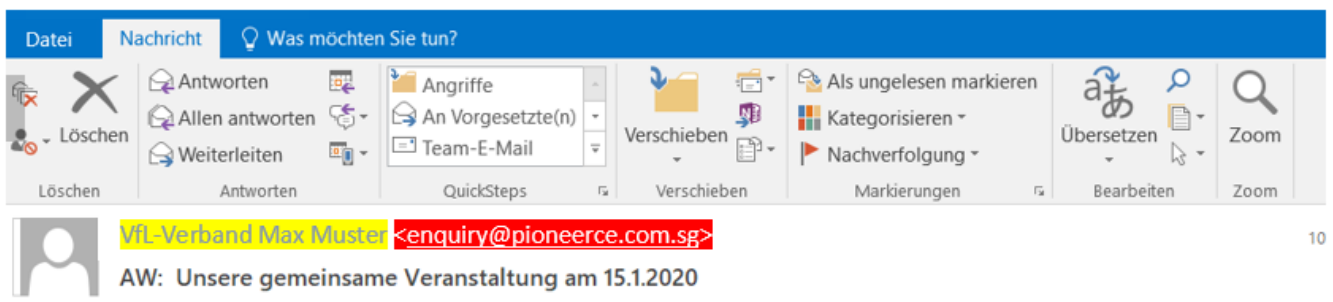 Datei Nachricht Was möchten Sie tun?
Löschen
Antworten
Allen antworten
Weiterleiten
Angriffe
An Vorgesetzte(n)
Team-E-Mail
Verschieben
Als ungelesen markieren
Kategorisieren
Nachverfolgung
Übersetzen
Zoom
Löschen Antworten QuickSteps Verschieben Markierungen Bearbeiten Zoom
VfL-Verband Max Muster <enquiry@pioneerce.com.sg> 10
AW: Unsere gemeinsame Veranstaltung am 15.1.2020